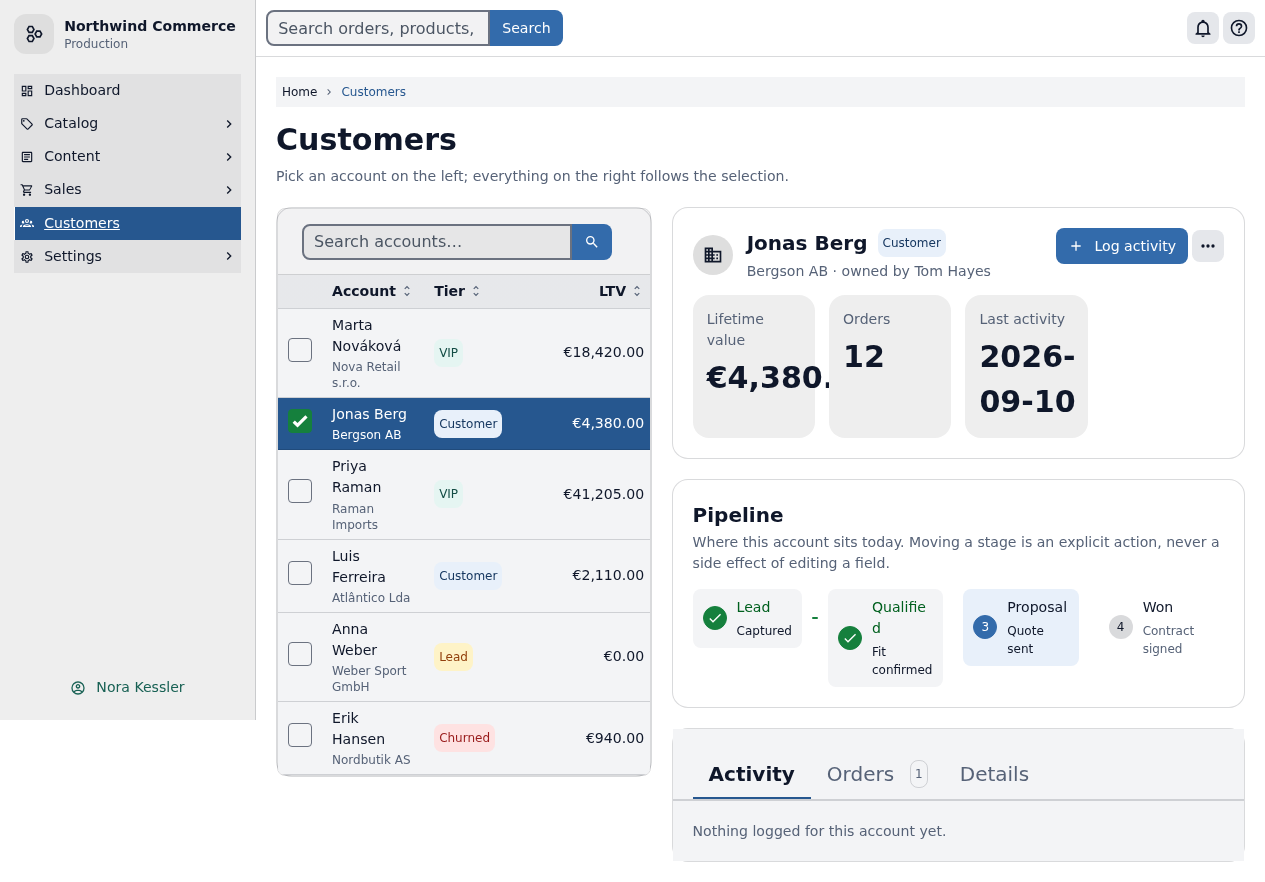 Northwind Commerce
Production
Search orders, products,
Search
Dashboard
Catalog
Content
Sales
Customers
Settings
Nora Kessler
Home › Customers
Customers
Pick an account on the left; everything on the right follows the selection.
Search accounts...
Account Tier LTV
Marta
Nováková
Nova Retail
s.r.o.
VIP
€18,420.00
Jonas Berg
Bergson AB
Customer
€4,380.00
Priya
Raman
Raman
Imports
VIP
€41,205.00
Luis
Ferreira
Atlântico Lda
Customer
€2,110.00
Anna
Weber
Weber Sport
GmbH
Lead
€0.00
Erik
Hansen
Nordbutik AS
Churned
€940.00
Jonas Berg
Customer
Bergson AB · owned by Tom Hayes
Log activity
Lifetime
value
€4,380.
Orders
12
Last activity
2026-
09-10
Pipeline
Where this account sits today. Moving a stage is an explicit action, never a
side effect of editing a field.
Lead
Captured
Qualifie
d
Fit
confirmed
3
Proposal
Quote
sent
4
Won
Contract
signed
Activity Orders 1 Details
Nothing logged for this account yet.